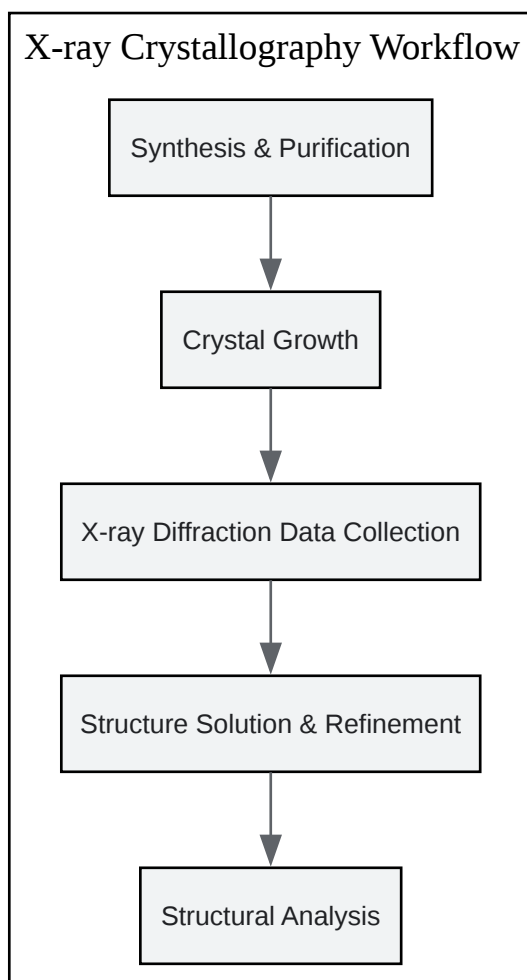 X-ray Crystallography Workflow
Synthesis & Purification
Crystal Growth
X-ray Diffraction Data Collection
Structure Solution & Refinement
Structural Analysis